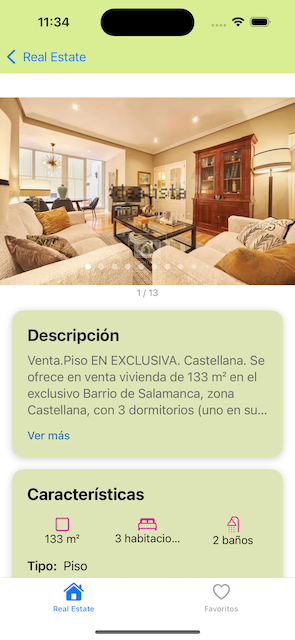 11:34
Real Estate
1 / 13
Descripción
Venta.Piso EN EXCLUSIVA. Castellana. Se
ofrece en venta vivienda de 133 m² en el
exclusivo Barrio de Salamanca, zona
Castellana, con 3 dormitorios (uno en su...
Ver más
Características
133 m²
3 habitacio...
2 baños
Tipo: Piso
Real Estate
Favoritos